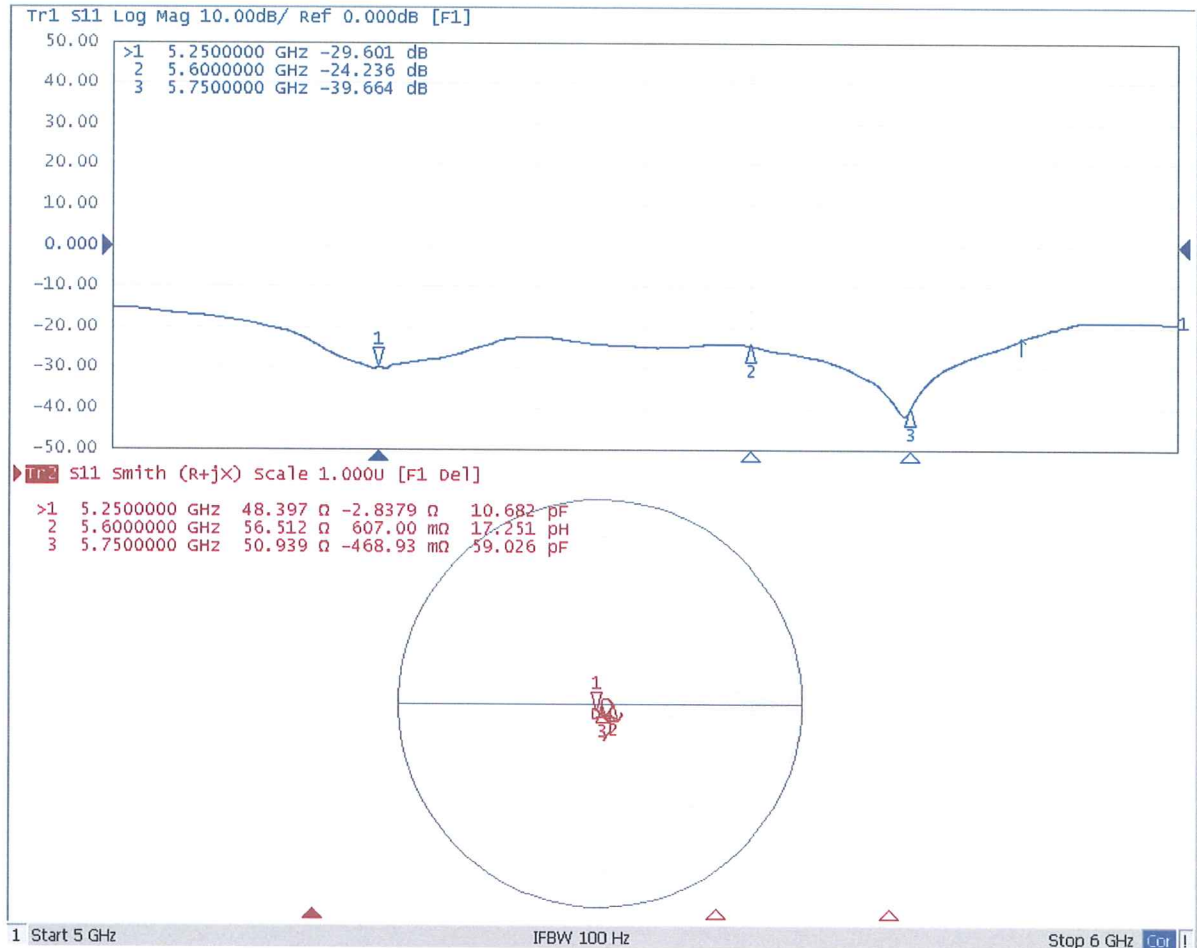 Tr1 S11 Log Mag 10.00dB/ Ref 0.000dB [F1]
50.00
>1 5.2500000 GHz -29.601 dB
2 5.6000000 GHz -24.236 dB
3 5.7500000 GHz -39.664 dB
40.00
30.00
20.00
10.00
0.000
-10.00
-20.00
-30.00
-40.00
-50.00
1
2
3
1
Tr2 S11 Smith (R+jX) Scale 1.000U [F1 Del]
>1 5.2500000 GHz 48.397 Ω -2.8379 Ω 10.682 pF
2 5.6000000 GHz 56.512 Ω 607.00 mΩ 17.251 pH
3 5.7500000 GHz 50.939 Ω -468.93 mΩ 59.026 pF
1
32
1 Start 5 GHz IFBW 100 Hz Stop 6 GHz Cor